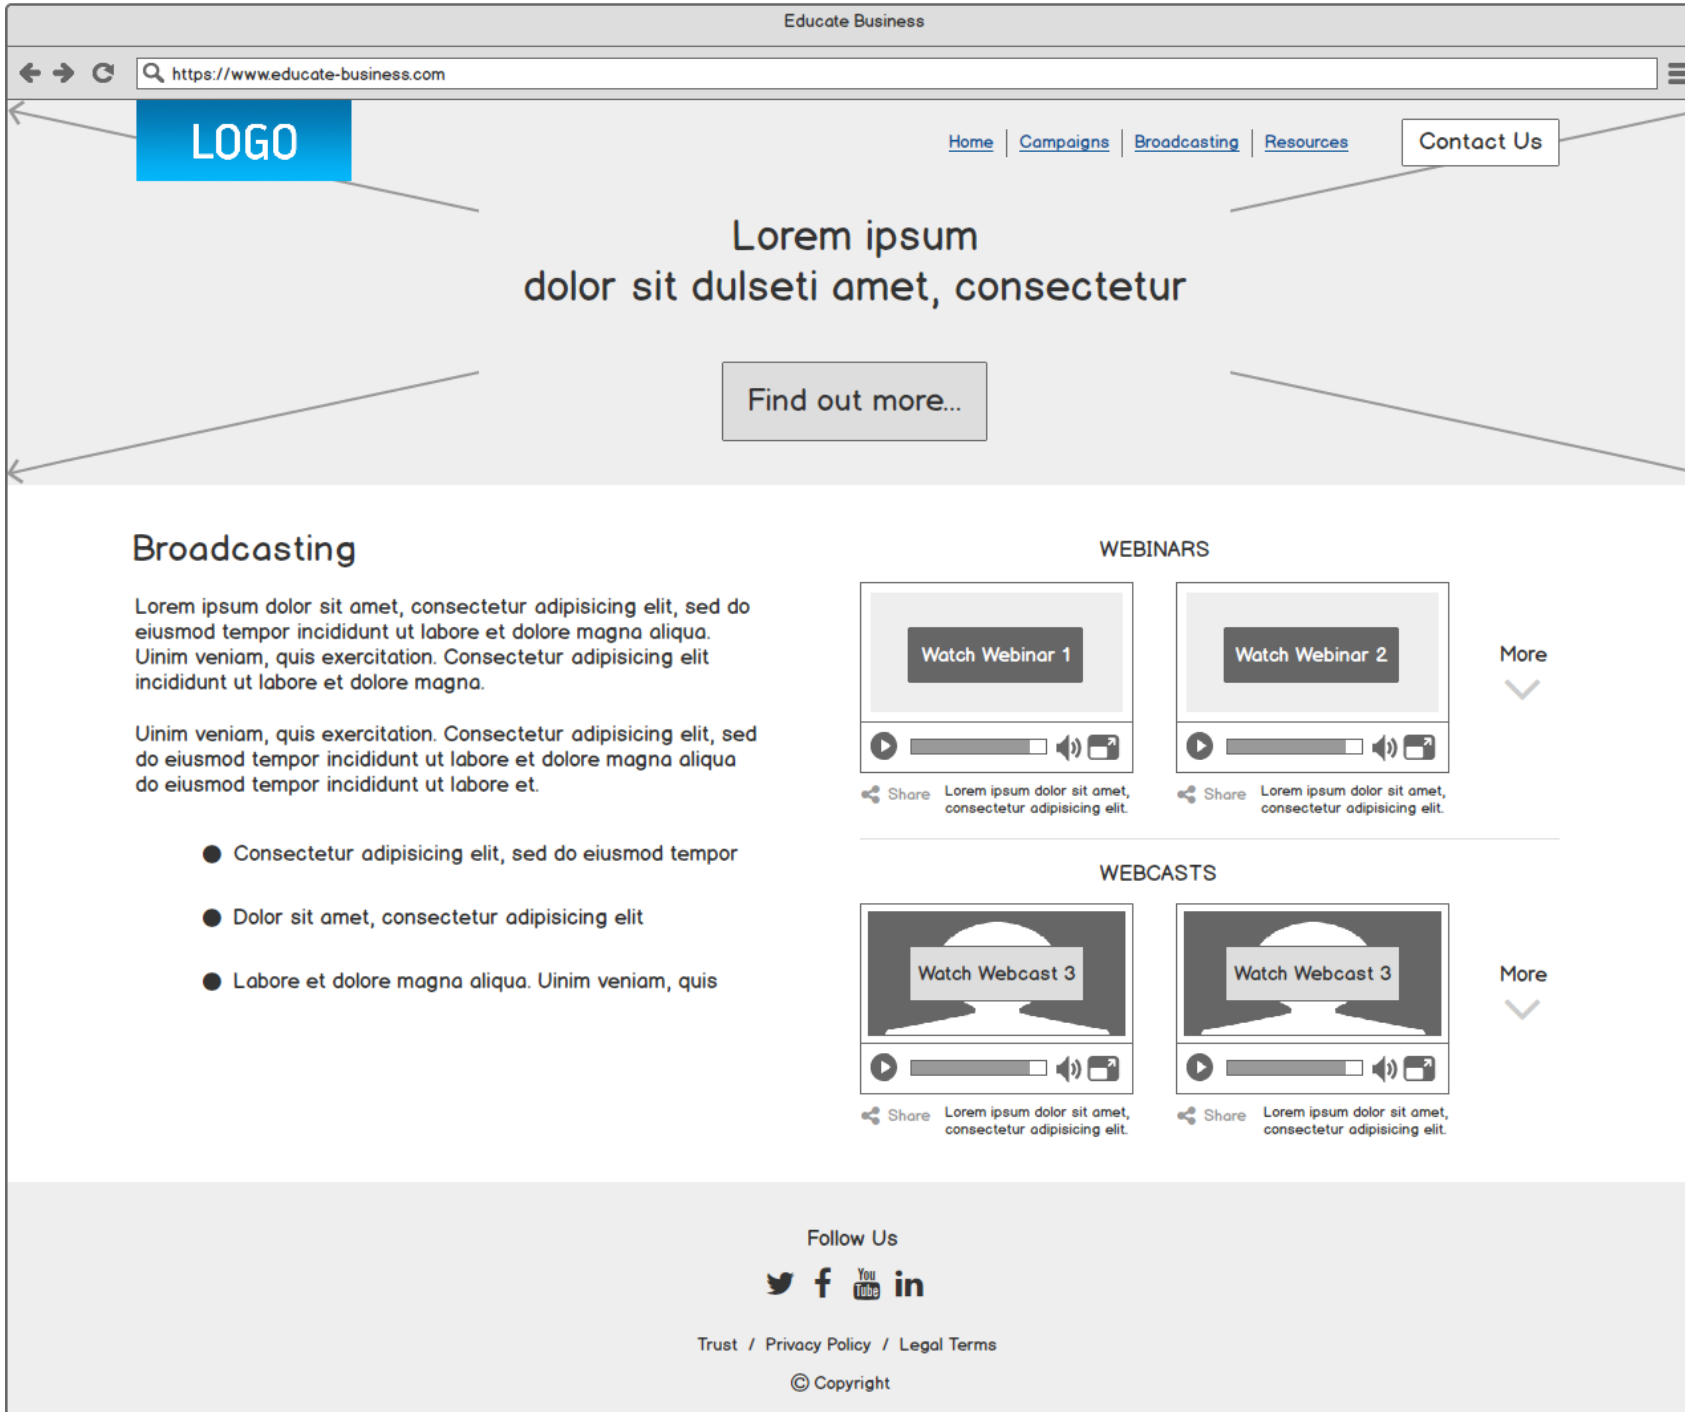 Educate Business
https://www.educate-business.com
LOGO
Home
Campaigns
Broadcasting
Resources
Contact Us
Lorem ipsum
dolor sit dulseti amet, consectetur
Find out more...
Broadcasting
Lorem ipsum dolor sit amet, consectetur adipisicing elit, sed do
eiusmod tempor incididunt ut labore et dolore magna aliqua.
Uinim veniam, quis exercitation. Consectetur adipisicing elit
incididunt ut labore et dolore magna.
Uinim veniam, quis exercitation. Consectetur adipisicing elit, sed
do eiusmod tempor incididunt ut labore et dolore magna aliqua
do eiusmod tempor incididunt ut labore et.
Consectetur adipisicing elit, sed do eiusmod tempor
Dolor sit amet, consectetur adipisicing elit
Labore et dolore magna aliqua. Uinim veniam, quis
WEBINARS
Watch Webinar 1
Watch Webinar 2
More
Share
Lorem ipsum dolor sit amet,
consectetur adipisicing elit.
Share
Lorem ipsum dolor sit amet,
consectetur adipisicing elit.
WEBCASTS
Watch Webcast 3
Watch Webcast 3
More
Share
Lorem ipsum dolor sit amet,
consectetur adipisicing elit.
Share
Lorem ipsum dolor sit amet,
consectetur adipisicing elit.
Follow Us
You
Tube
in
Trust / Privacy Policy / Legal Terms
© Copyright